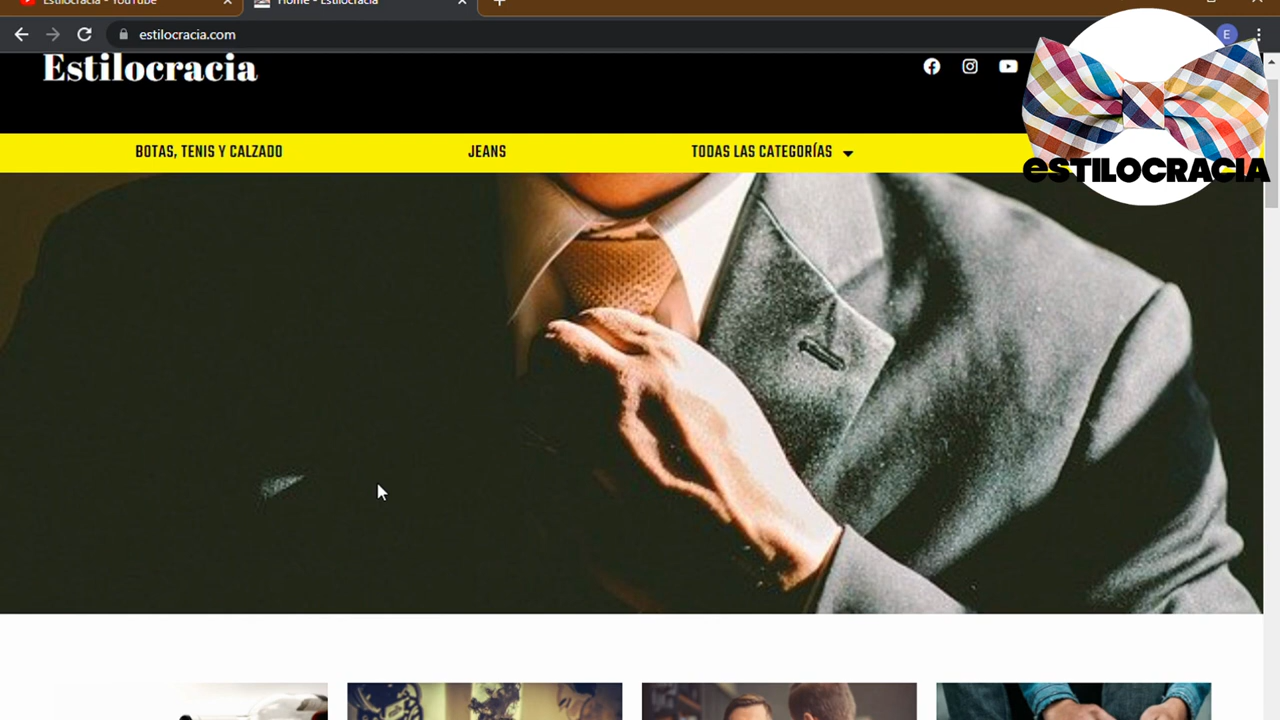 Estilocracia - YouTube
Home - Estilocracia
estilocracia.com
E
Estilocracia
BOTAS, TENIS Y CALZADO
JEANS
TODAS LAS CATEGORÍAS
eSTILOCRACIA